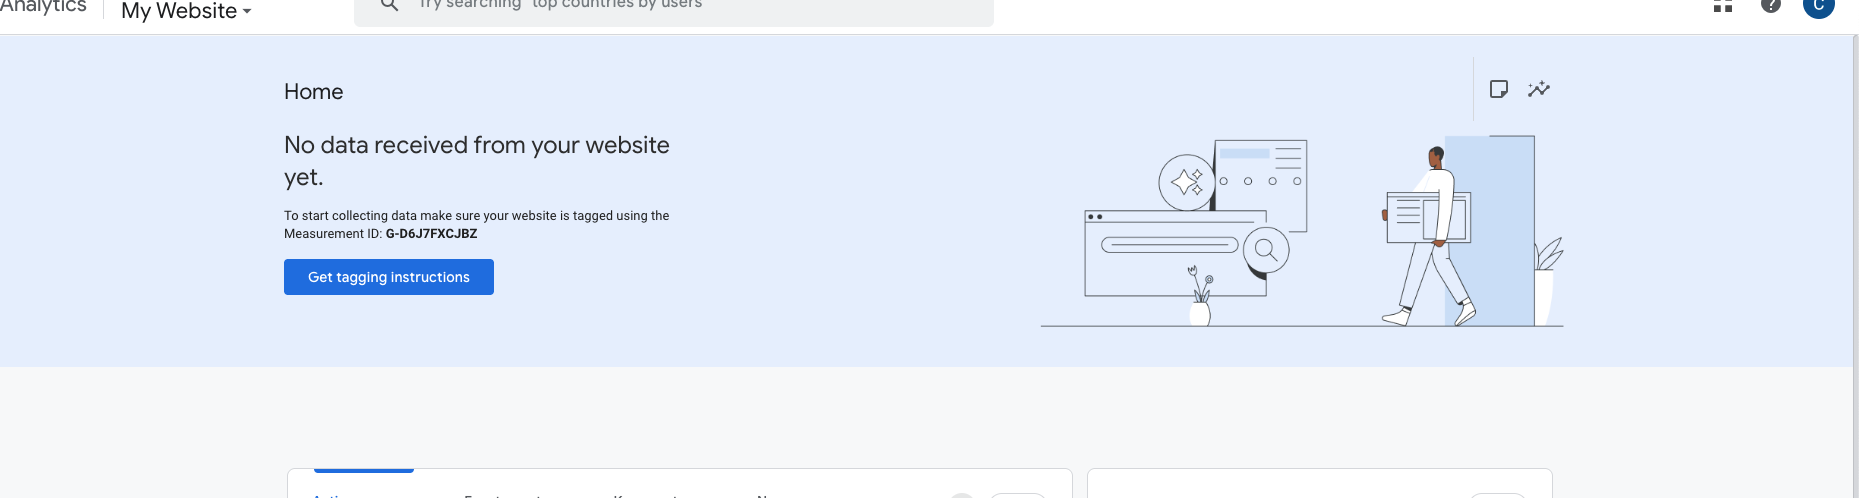 Analytics
My Website
Try searching "top countries by users"
C
Home
No data received from your website
yet.
To start collecting data make sure your website is tagged using the
Measurement ID: G-D6J7FXCJBZ
Get tagging instructions